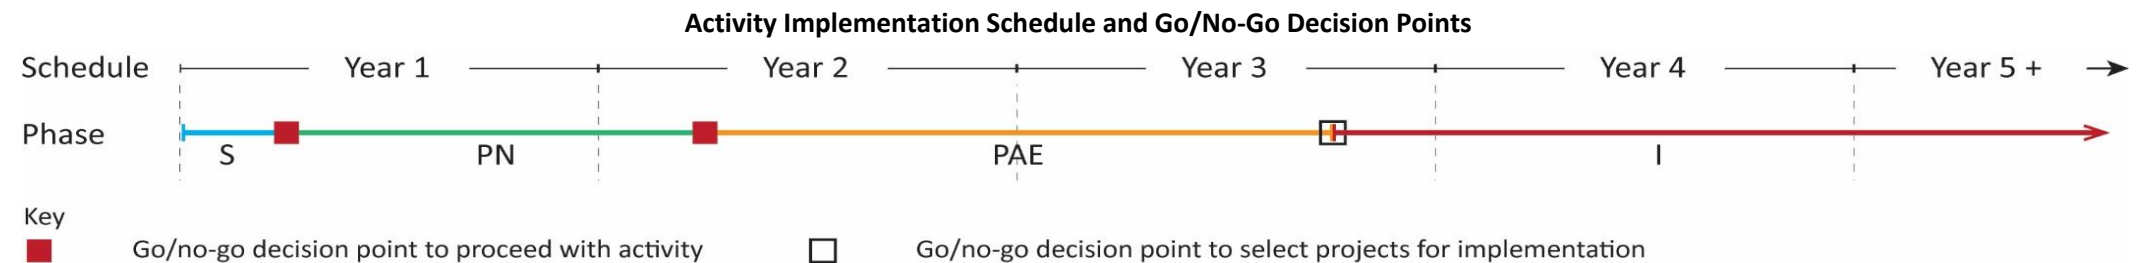 Activity Implementation Schedule and Go/No-Go Decision Points
Schedule Year 1 Year 2 Year 3 Year 4 Year 5 +
Phase
S PN PAE I
Key
Go/no-go decision point to proceed with activity Go/no-go decision point to select projects for implementation